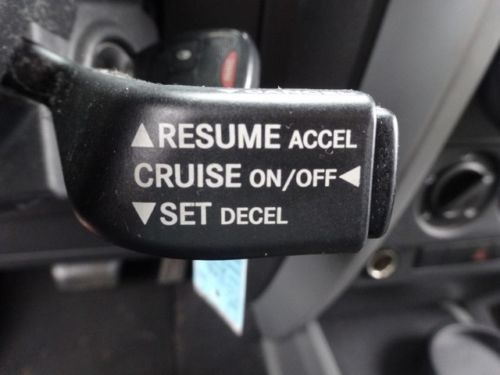 ▲RESUME ACCEL
CRUISE ON/OFF◀
▼SET DECEL